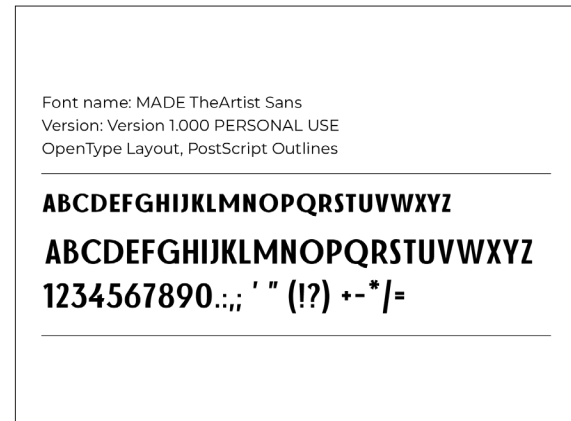 Font name: MADE TheArtist Sans
Version: Version 1.000 PERSONAL USE
OpenType Layout, PostScript Outlines
ABCDEFGHIJKLMNOPQRSTUVWXYZ
ABCDEFGHIJKLMNOPQRSTUVWXYZ
1234567890.:,; ' " (!?) +-*/=